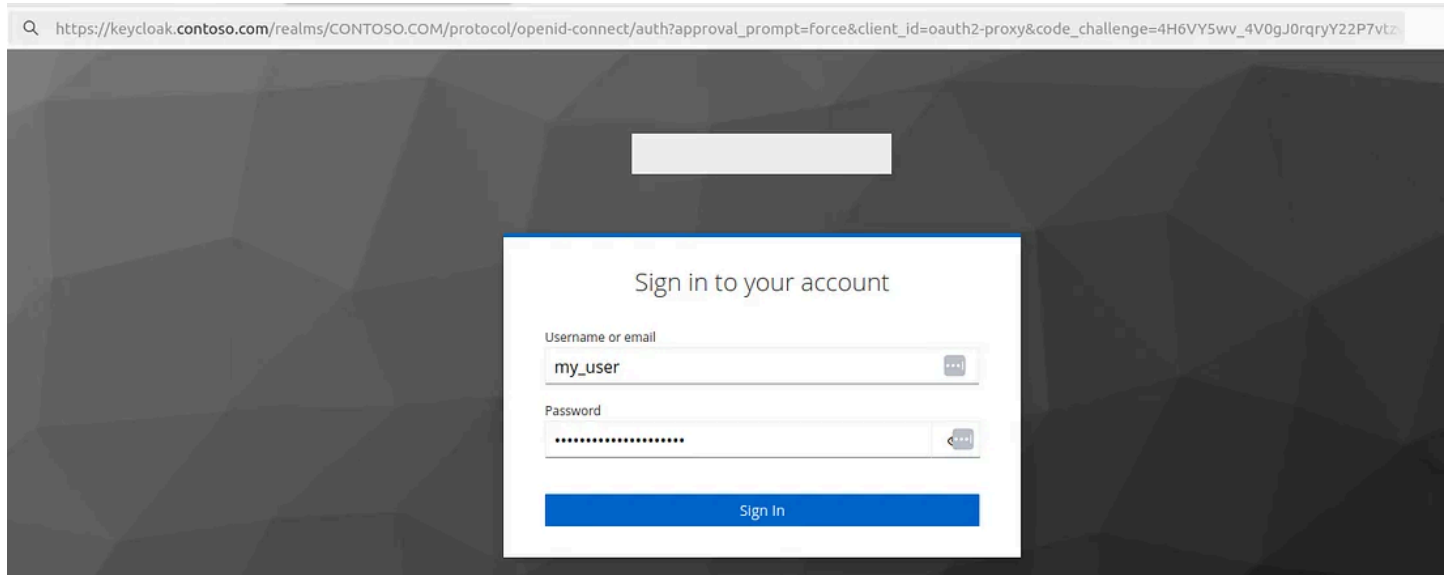 https://keycloak.contoso.com/realms/CONTOSO.COM/protocol/openid-connect/auth?approval_prompt=force&client_id=oauth2-proxy&code_challenge=4H6VY5wv_4V0gJ0rqryY22P7vtz
Sign in to your account
Username or email
my_user
Password
•••••••••••••••••••••
Sign In